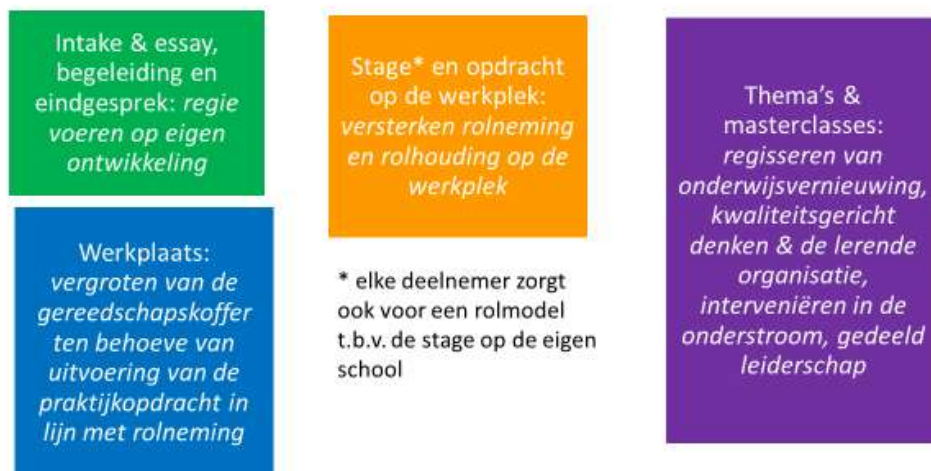 Intake & essay,
begeleiding en
eindgesprek: regie
voeren op eigen
ontwikkeling
Werkplaats:
vergroten van de
gereedschapskoffer
ten behoeve van
uitvoering van de
praktijkopdracht in
lijn met rolneming
Stage* en opdracht
op de werkplek:
versterken rolneming
en rolhouding op de
werkplek
* elke deelnemer zorgt
ook voor een rolmodel
t.b.v. de stage op de eigen
school
Thema's &
masterclasses:
regisseren van
onderwijsvernieuwing,
kwaliteitsgericht
denken & de lerende
organisatie,
interveniëren in de
onderstroom, gedeeld
leiderschap